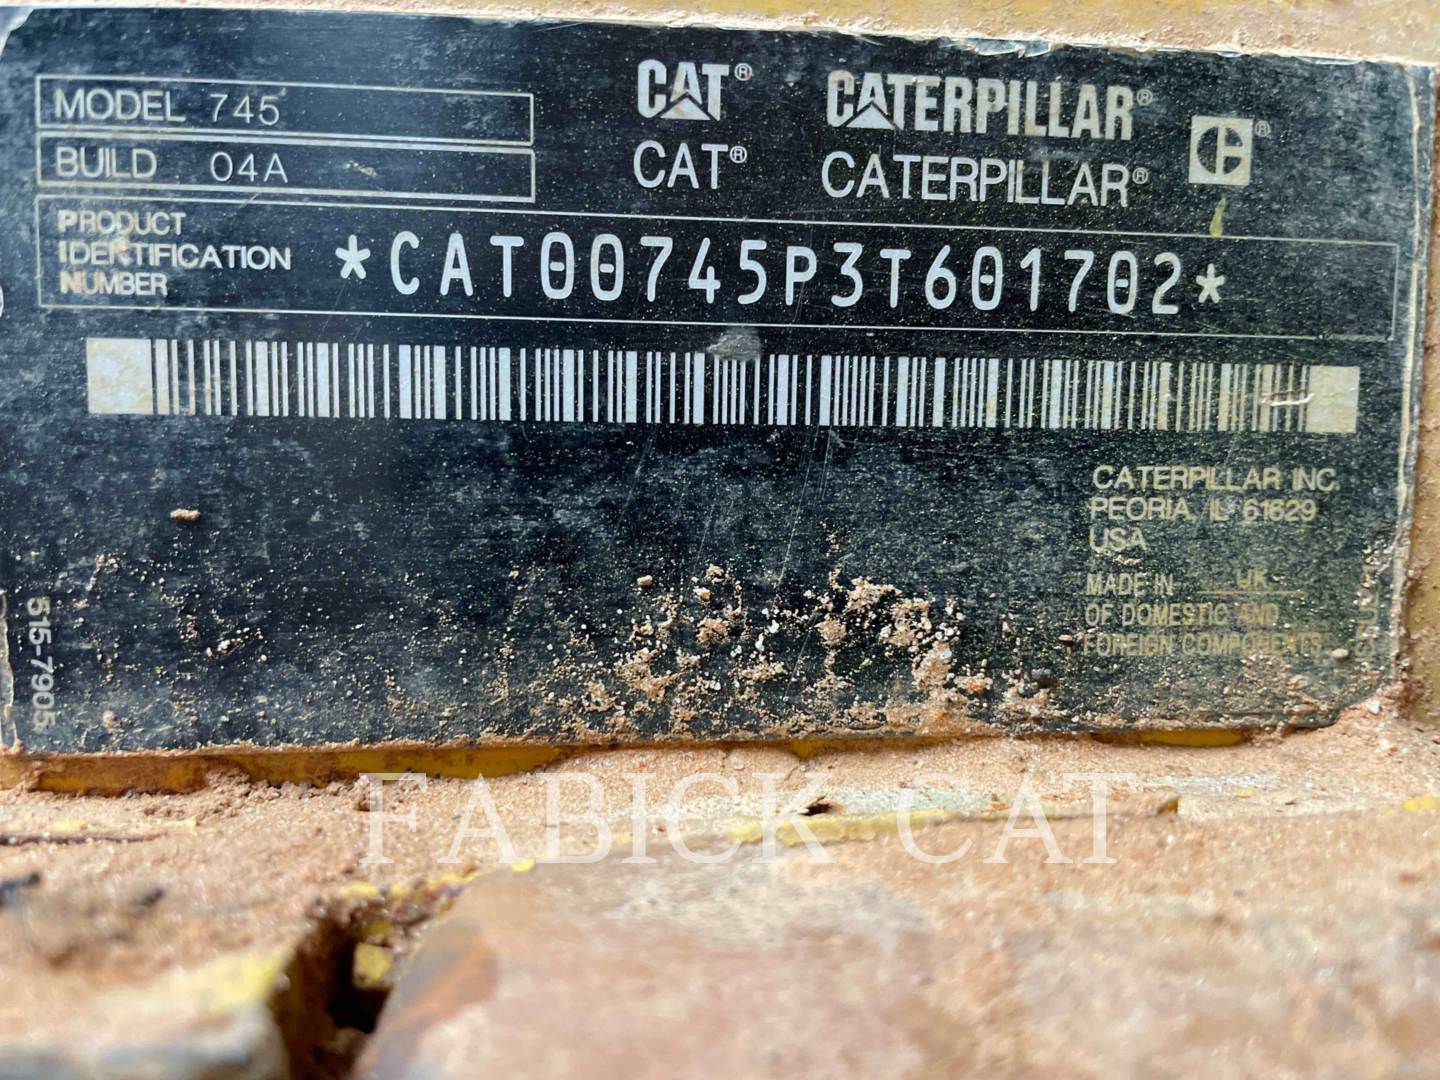 MODEL 745
BUILD 04A
CAT® CATERPILLAR® C®
CAT® CATERPILLAR®
PRODUCT
IDENTIFICATION
NUMBER
*CAT00745P3T601702*
CATERPILLAR INC.
PEORIA, IL 61629
USA
MADE IN UK
OF DOMESTIC AND
FOREIGN COMPONENTS
515-7905
FABICK CAT